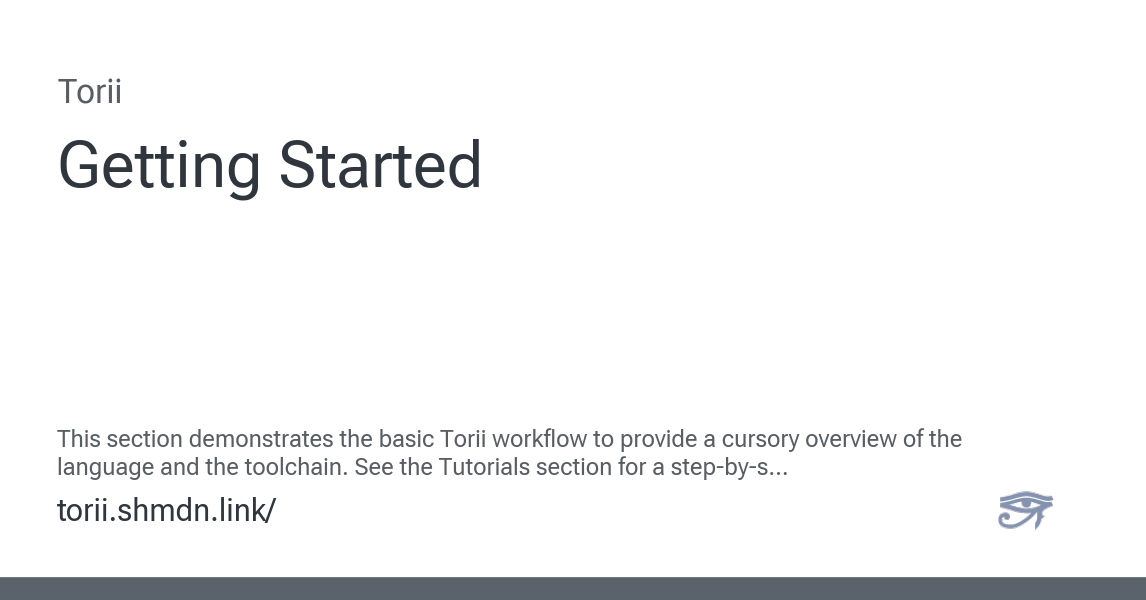 Torii
Getting Started
This section demonstrates the basic Torii workflow to provide a cursory overview of the
language and the toolchain. See the Tutorials section for a step-by-s...
torii.shmdn.link/